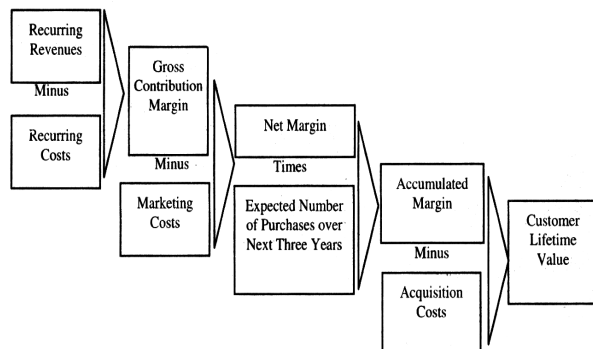 Recurring
Revenues
Minus
Recurring
Costs
Gross
Contribution
Margin
Minus
Marketing
Costs
Net Margin
Times
Expected Number
of Purchases over
Next Three Years
Accumulated
Margin
Minus
Acquisition
Costs
Customer
Lifetime
Value